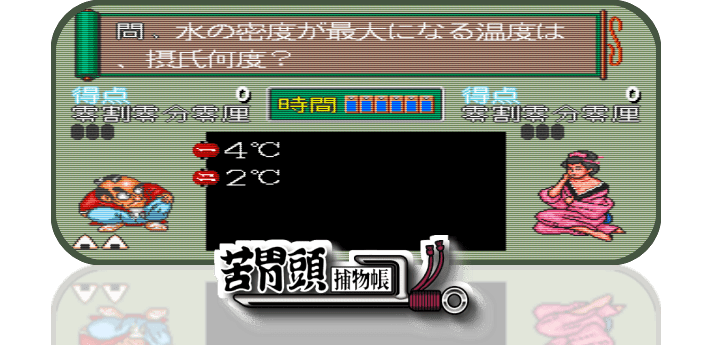 問、水の密度が最大になる温度は
、摂氏何度？
得点 0
零割零分零厘
時間
得点 0
零割零分零厘
一 4℃
二 2℃
苦胃頭
捕物帳